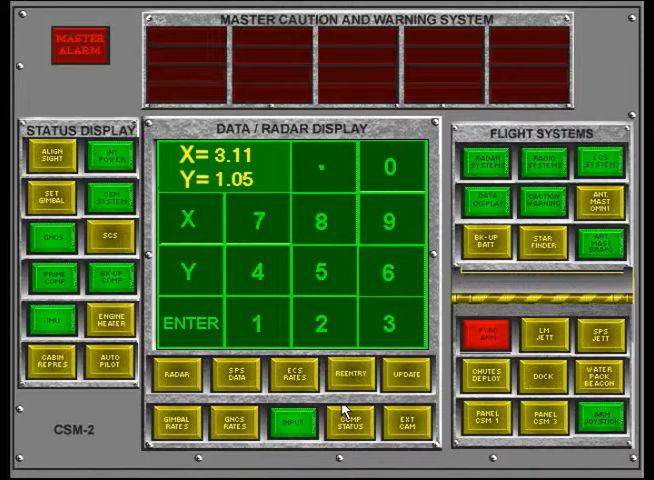 MASTER CAUTION AND WARNING SYSTEM
MASTER
ALARM
STATUS DISPLAY
ALIGN
SIGHT
INT
POWER
SET
GIMBAL
CSM
SYSTEM
GNCS
SCS
PRIME
COMP
BK-UP
COMP
IMU
ENGINE
HEATER
CABIN
REPRES
AUTO
PILOT
CSM-2
DATA / RADAR DISPLAY
X= 3.11
Y= 1.05
.
0
X
7
8
9
Y
4
5
6
ENTER
1
2
3
RADAR
SPS
DATA
ECS
RATES
REENTRY
UPDATE
GIMBAL
RATES
GNCS
RATES
INPUT
COMP
STATUS
EXT
CAM
FLIGHT SYSTEMS
RADAR
SYSTEMS
RADIO
SYSTEMS
ECS
SYSTEM
DATA
DISPLAY
CAUTION
WARNING
ANT.
MAST
OMNI
BK-UP
BATT
STAR
FINDER
ANT.
MAST
BRAVO
PYRO
ARM
LM
JETT
SPS
JETT
CHUTES
DEPLOY
DOCK
WATER
PACK
BEACON
PANEL
CSM 1
PANEL
CSM 3
ARM
JOYSTICK